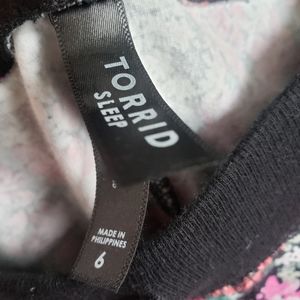 TORRID
SLEEP
MADE IN
PHILIPPINES
6